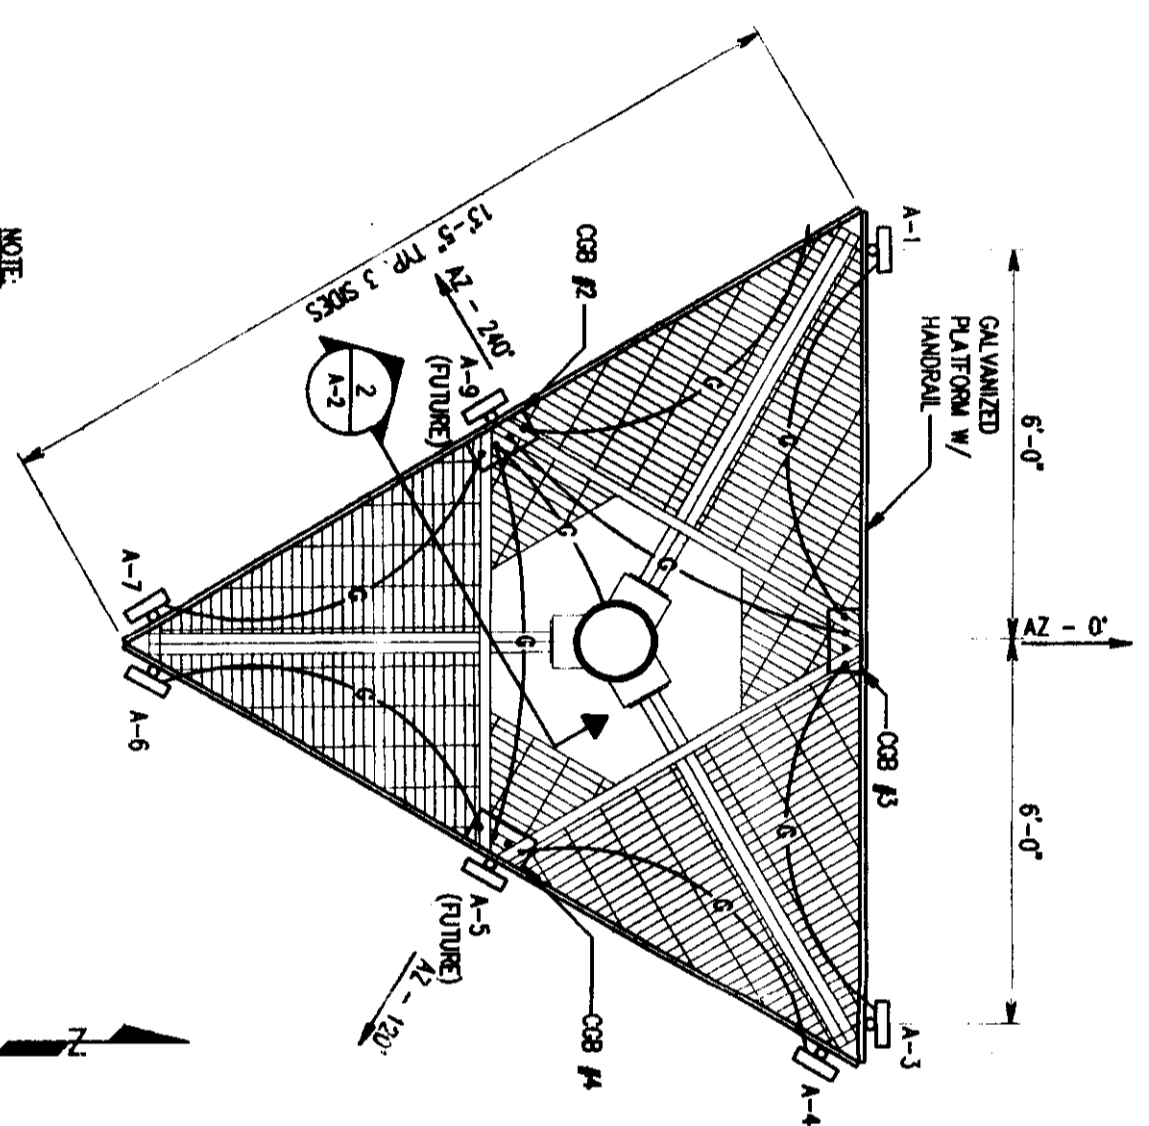 A-1
GALVANIZED
PLATFORM W/
HANDRAIL
6'-0"
13'-5" TYP. 3 SIDES
CGB #2
AZ - 240°
A-9
(FUTURE)
2
A-2
NOTE:
G
G
G
G
G
G
G
G
G
AZ - 0°
A-7
A-6
CGB #3
6'-0"
A-5
(FUTURE)
AZ - 120°
CGB #4
A-3
A-4
N